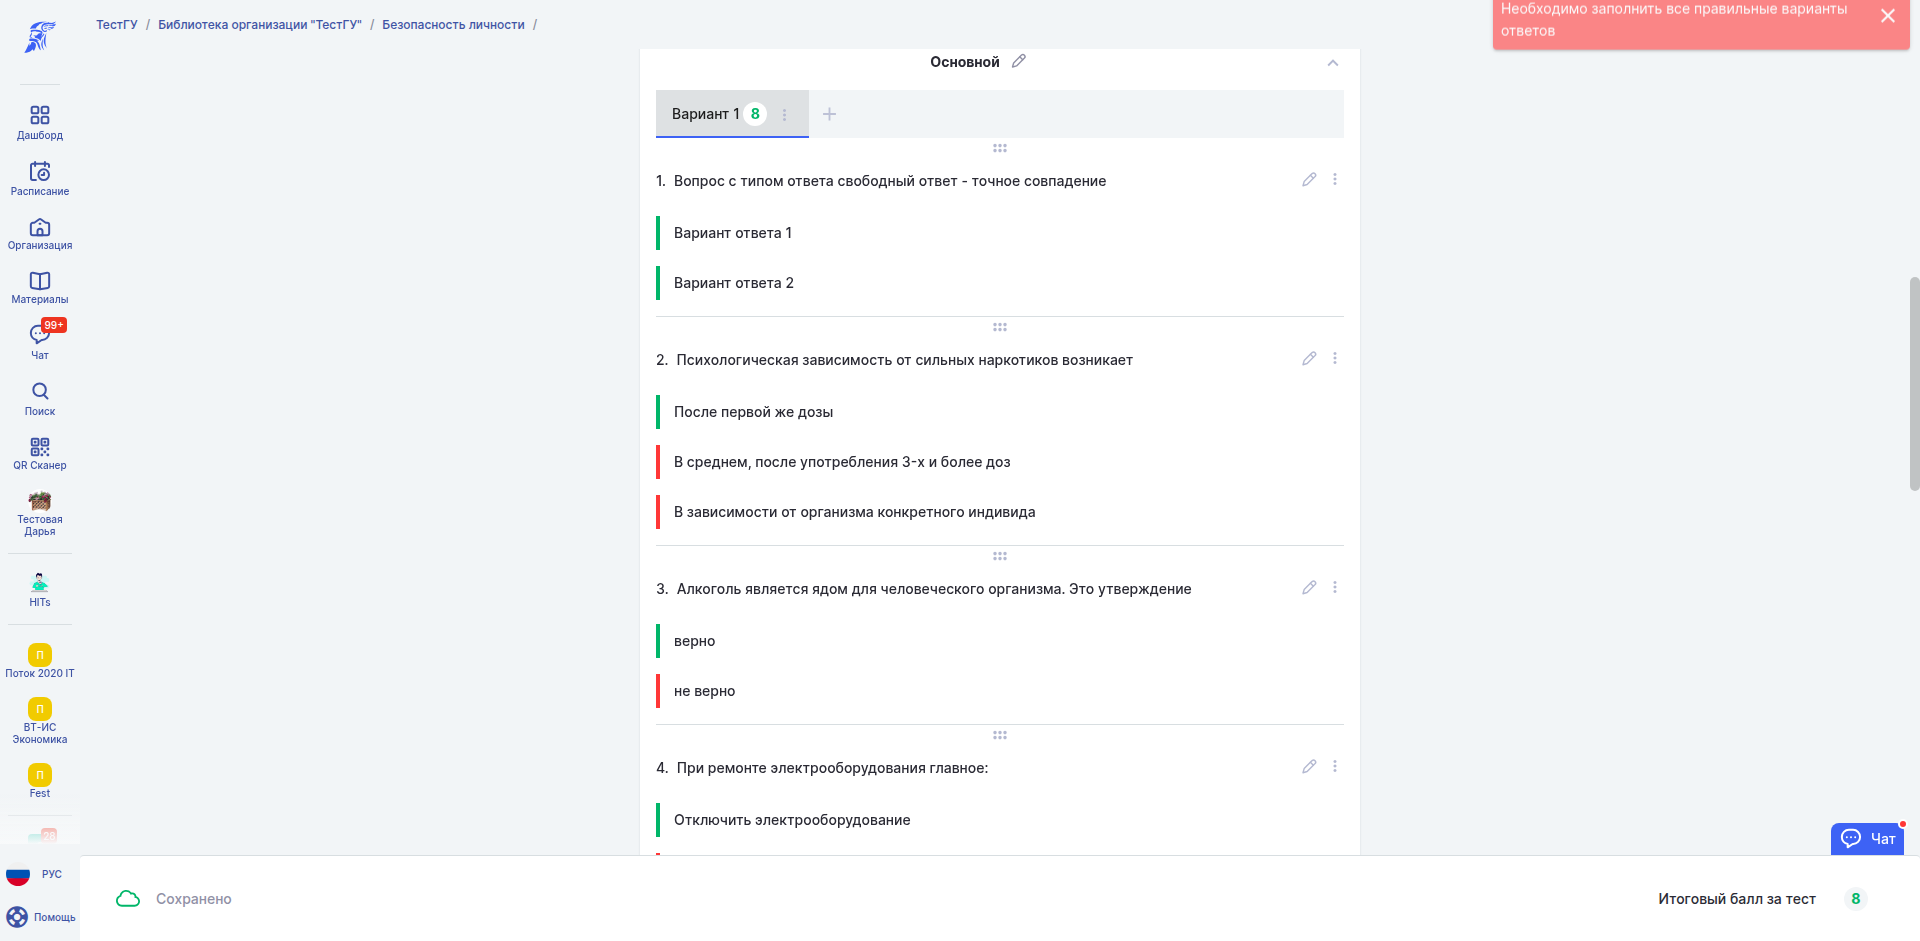 ТестГУ / Библиотека организации "ТестГУ" / Безопасность личности /
Необходимо заполнить все правильные варианты
ответов
Дашборд
Расписание
Организация
Материалы
99+
Чат
Поиск
QR Сканер
Тестовая
Дарья
HITs
П
Поток 2020 IT
П
ВТ-ИС
Экономика
П
Fest
28
РУС
Помощь
Основной
Вариант 1 8
1. Вопрос с типом ответа свободный ответ - точное совпадение
Вариант ответа 1
Вариант ответа 2
2. Психологическая зависимость от сильных наркотиков возникает
После первой же дозы
В среднем, после употребления 3-х и более доз
В зависимости от организма конкретного индивида
3. Алкоголь является ядом для человеческого организма. Это утверждение
верно
не верно
4. При ремонте электрооборудования главное:
Отключить электрооборудование
Чат
Сохранено
Итоговый балл за тест 8